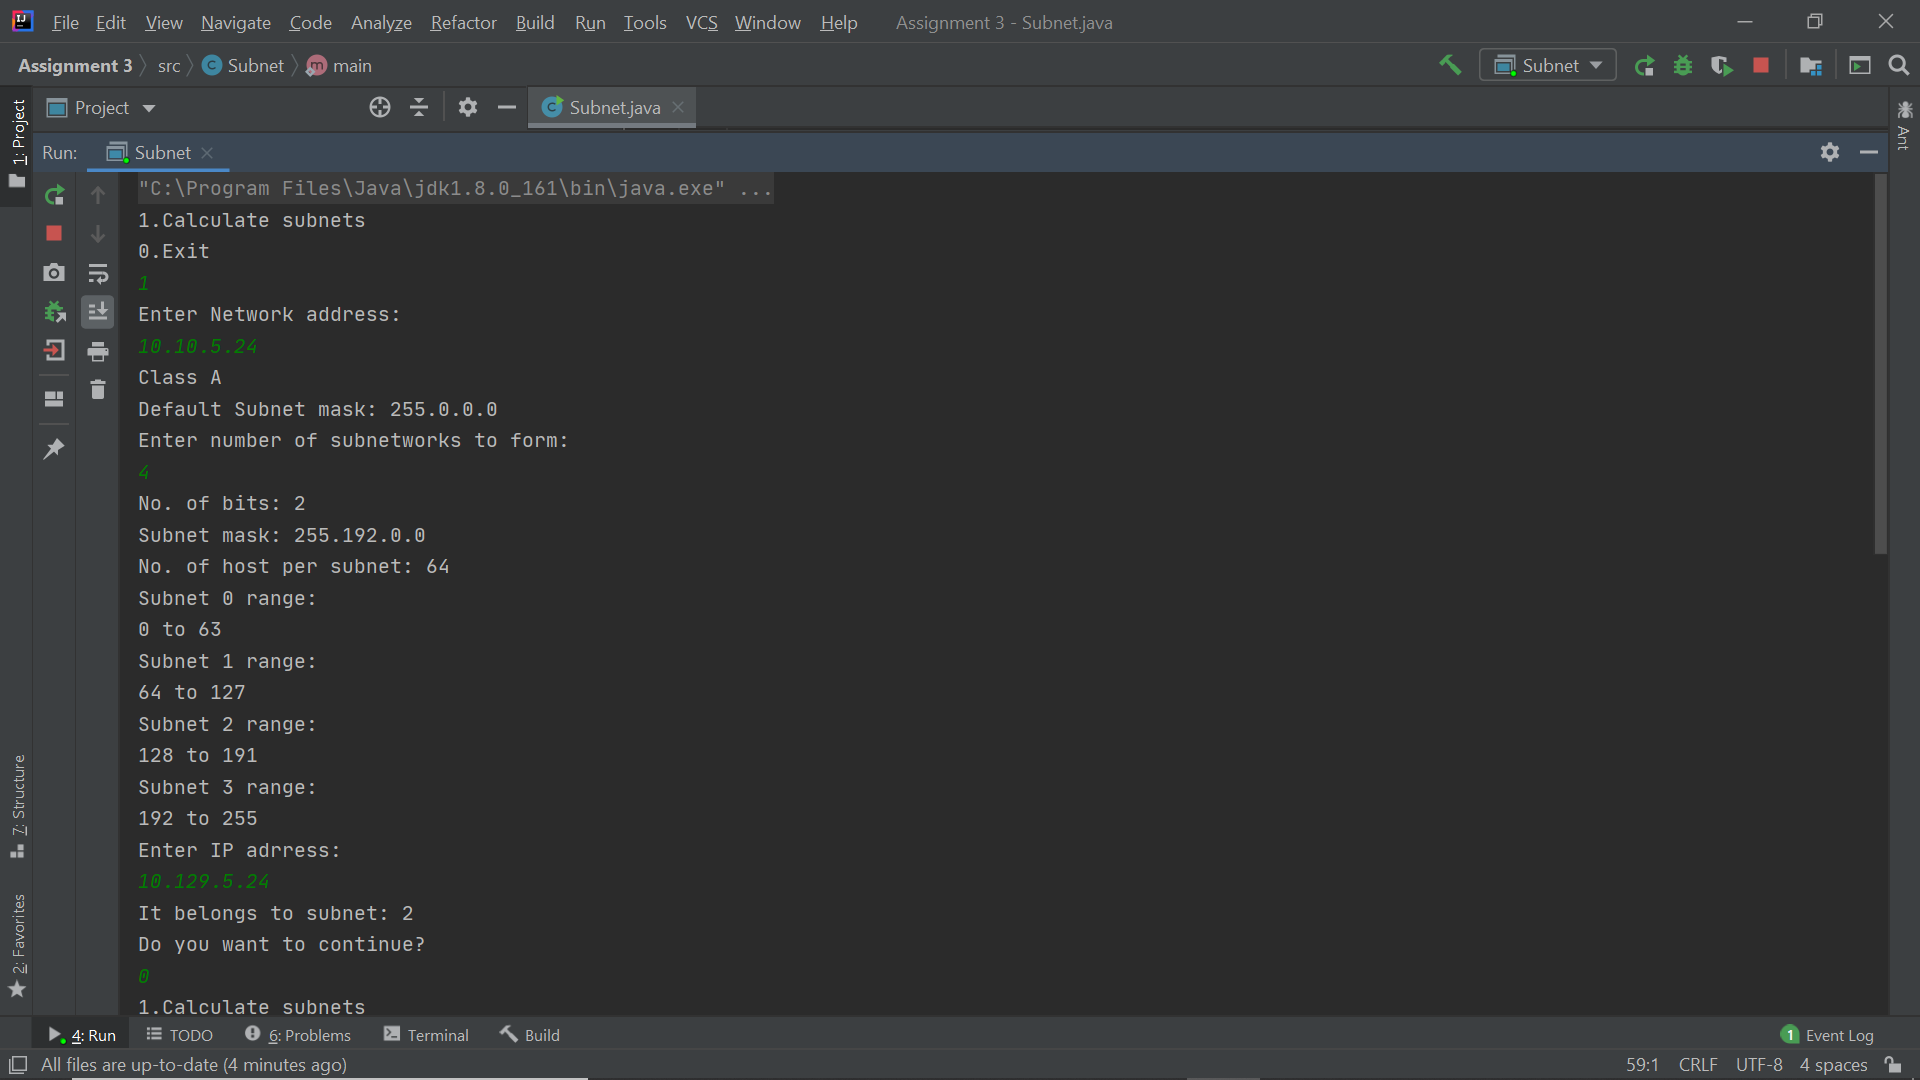 File Edit View Navigate Code Analyze Refactor Build Run Tools VCS Window Help Assignment 3 - Subnet.java
Assignment 3 src Subnet main Subnet
Project Subnet.java
Run: Subnet
"C:\Program Files\Java\jdk1.8.0_161\bin\java.exe" ...
1.Calculate subnets
0.Exit
1
Enter Network address:
10.10.5.24
Class A
Default Subnet mask: 255.0.0.0
Enter number of subnetworks to form:
4
No. of bits: 2
Subnet mask: 255.192.0.0
No. of host per subnet: 64
Subnet 0 range:
0 to 63
Subnet 1 range:
64 to 127
Subnet 2 range:
128 to 191
Subnet 3 range:
192 to 255
Enter IP adrress:
10.129.5.24
It belongs to subnet: 2
Do you want to continue?
0
1.Calculate subnets
1: Project
7: Structure
2: Favorites
Ant
4: Run TODO 6: Problems Terminal Build 1 Event Log
All files are up-to-date (4 minutes ago) 59:1 CRLF UTF-8 4 spaces